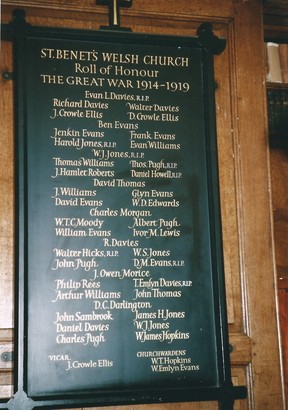 ST. BENET'S WELSH CHURCH
Roll of Honour
THE GREAT WAR 1914-1919
Evan L. Davies, R.I.P.
Richard Davies Walter Davies
J. Crowle Ellis D. Crowle Ellis
Ben Evans
Jenkin Evans Frank Evans
Harold Jones, R.I.P. Evan Williams
W. J. Jones, R.I.P.
Thomas Williams Thos. Pugh, R.I.P.
J. Hamler Roberts Daniel Howell, R.I.P.
David Thomas
J. Williams Glyn Evans
David Evans W. D. Edwards
Charles Morgan
W. T. C. Moody Albert Pugh
William Evans Ivor M. Lewis
R. Davies
Walter Hicks, R.I.P. W. S. Jones
John Pugh D. M. Evans, R.I.P.
J. Owen Morice
Philip Rees T. Emlyn Davies, R.I.P.
Arthur Williams John Thomas
D. C. Darlington
John Sambrook James H. Jones
Daniel Davies W. J. Jones
Charles Pugh W. James Hopkins
VICAR, CHURCHWARDENS
J. Crowle Ellis W. T. Hopkins
W. Emlyn Evans